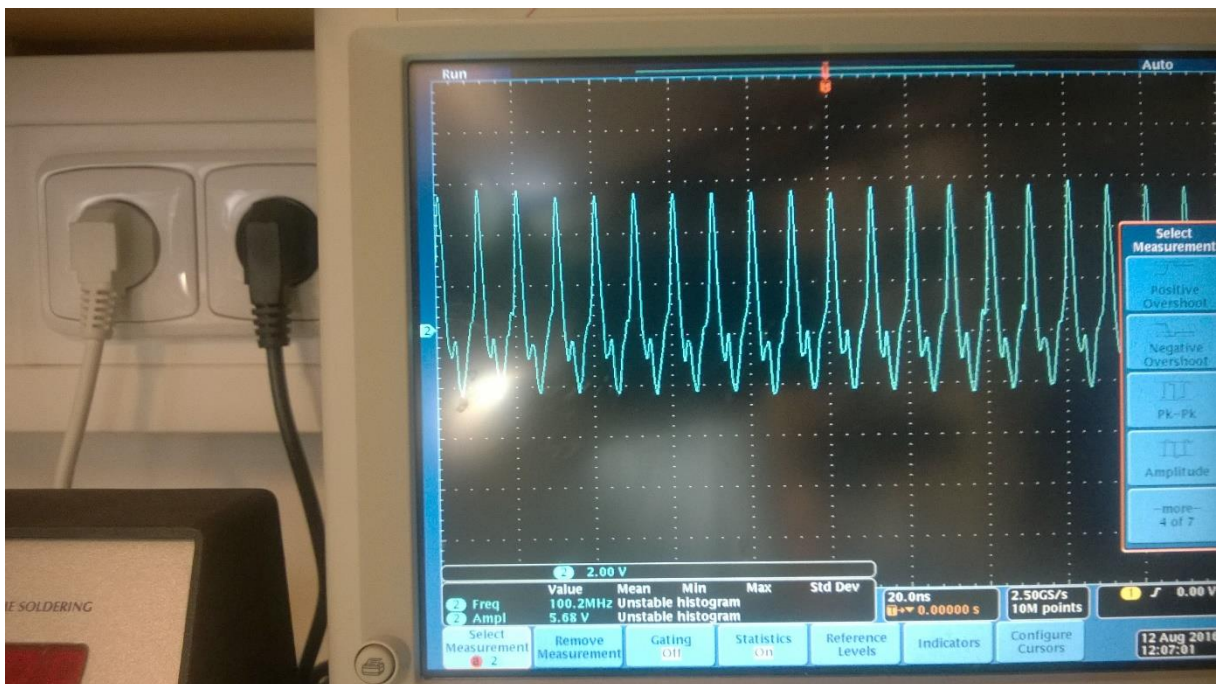 Run
Auto
2
Select
Measurement
Positive
Overshoot
Negative
Overshoot
Pk-Pk
Amplitude
-more-
4 of 7
2 2.00 V
Value Mean Min Max Std Dev
2 Freq 100.2MHz Unstable histogram
2 Ampl 5.68 V Unstable histogram
20.0ns
0.00000 s
2.50GS/s
10M points
1 0.00 V
Select
Measurement
2
Remove
Measurement
Gating
Off
Statistics
On
Reference
Levels
Indicators
Configure
Cursors
12 Aug 2016
12:07:01
SOLDERING